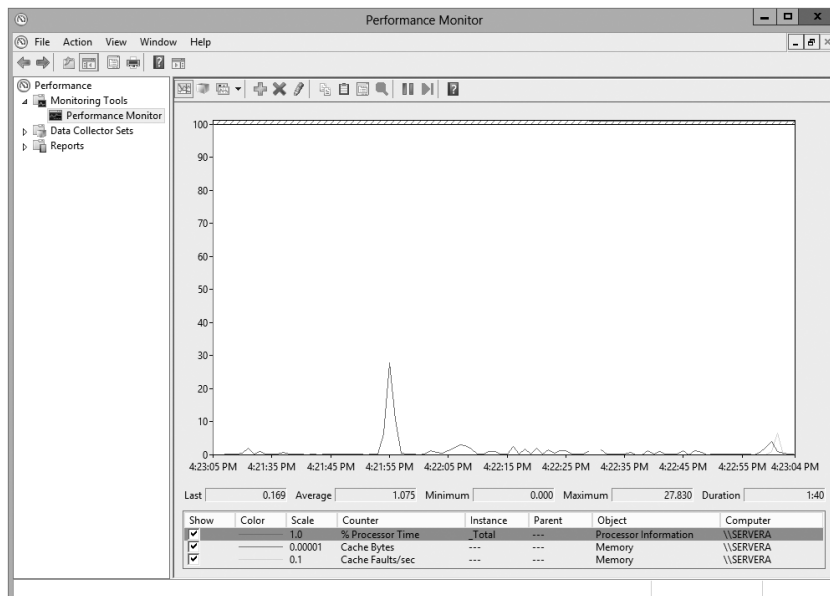 Performance Monitor
File Action View Window Help
Performance
Monitoring Tools
Performance Monitor
Data Collector Sets
Reports
100
90
80
70
60
50
40
30
20
10
0
4:23:05 PM 4:21:35 PM 4:21:45 PM 4:21:55 PM 4:22:05 PM 4:22:15 PM 4:22:25 PM 4:22:35 PM 4:22:45 PM 4:22:55 PM 4:23:04 PM
Last 0.169 Average 1.075 Minimum 0.000 Maximum 27.830 Duration 1:40
Show Color Scale Counter Instance Parent Object Computer
1.0 % Processor Time _Total --- Processor Information \\SERVERA
0.00001 Cache Bytes --- --- Memory \\SERVERA
0.1 Cache Faults/sec --- --- Memory \\SERVERA